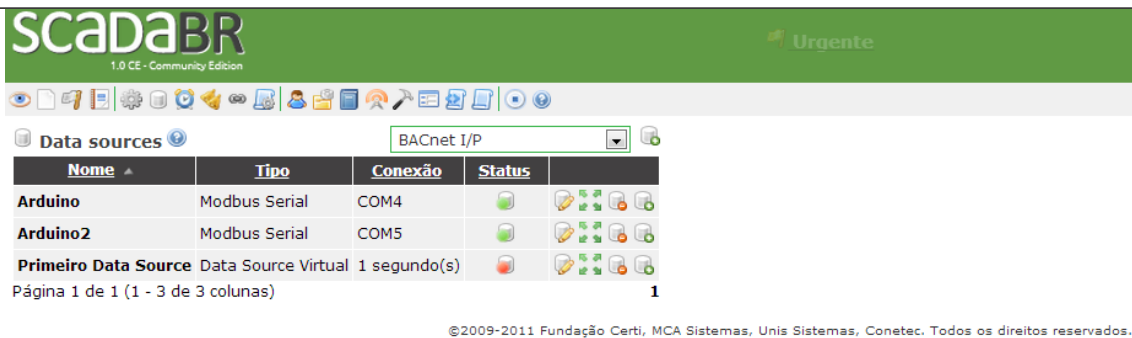 scadaBR
1.0 CE - Community Edition
Urgente
Data sources
BACnet I/P
Nome Tipo Conexão Status
Arduino Modbus Serial COM4
Arduino2 Modbus Serial COM5
Primeiro Data Source Data Source Virtual 1 segundo(s)
Página 1 de 1 (1 - 3 de 3 colunas) 1
©2009-2011 Fundação Certi, MCA Sistemas, Unis Sistemas, Conetec. Todos os direitos reservados.